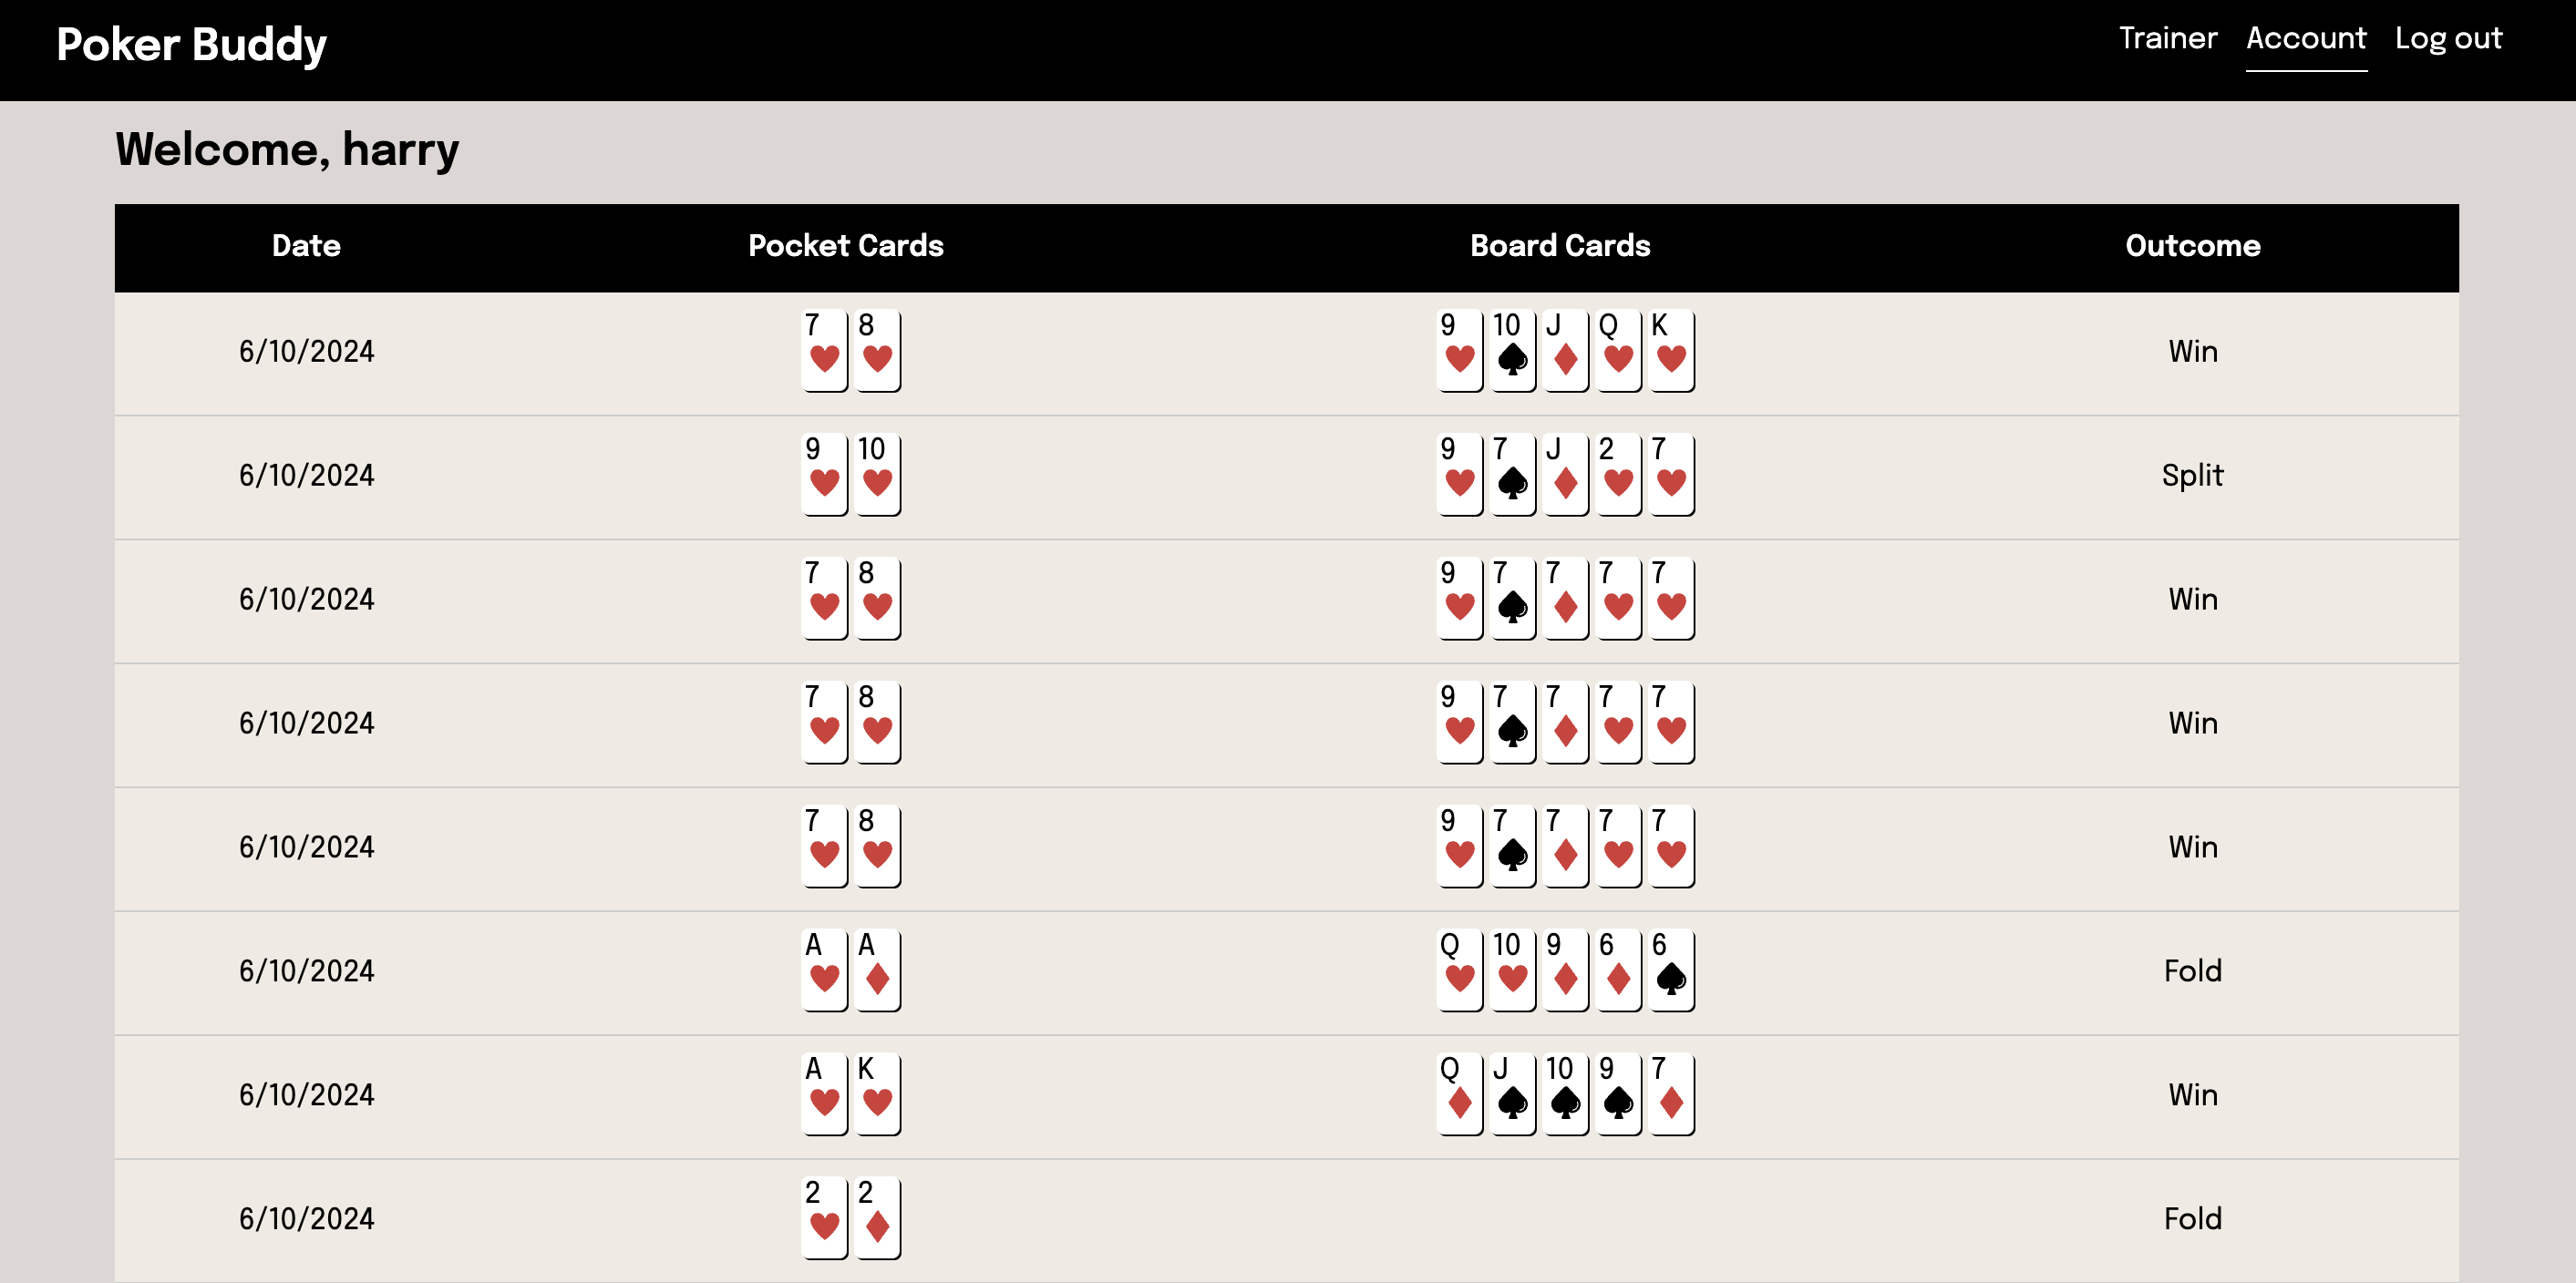 Poker Buddy Trainer Account Log out
Welcome, harry
Date Pocket Cards Board Cards Outcome
6/10/2024 7 8 9 10 J Q K Win
6/10/2024 9 10 9 7 J 2 7 Split
6/10/2024 7 8 9 7 7 7 7 Win
6/10/2024 7 8 9 7 7 7 7 Win
6/10/2024 7 8 9 7 7 7 7 Win
6/10/2024 A A Q 10 9 6 6 Fold
6/10/2024 A K Q J 10 9 7 Win
6/10/2024 2 2 Fold